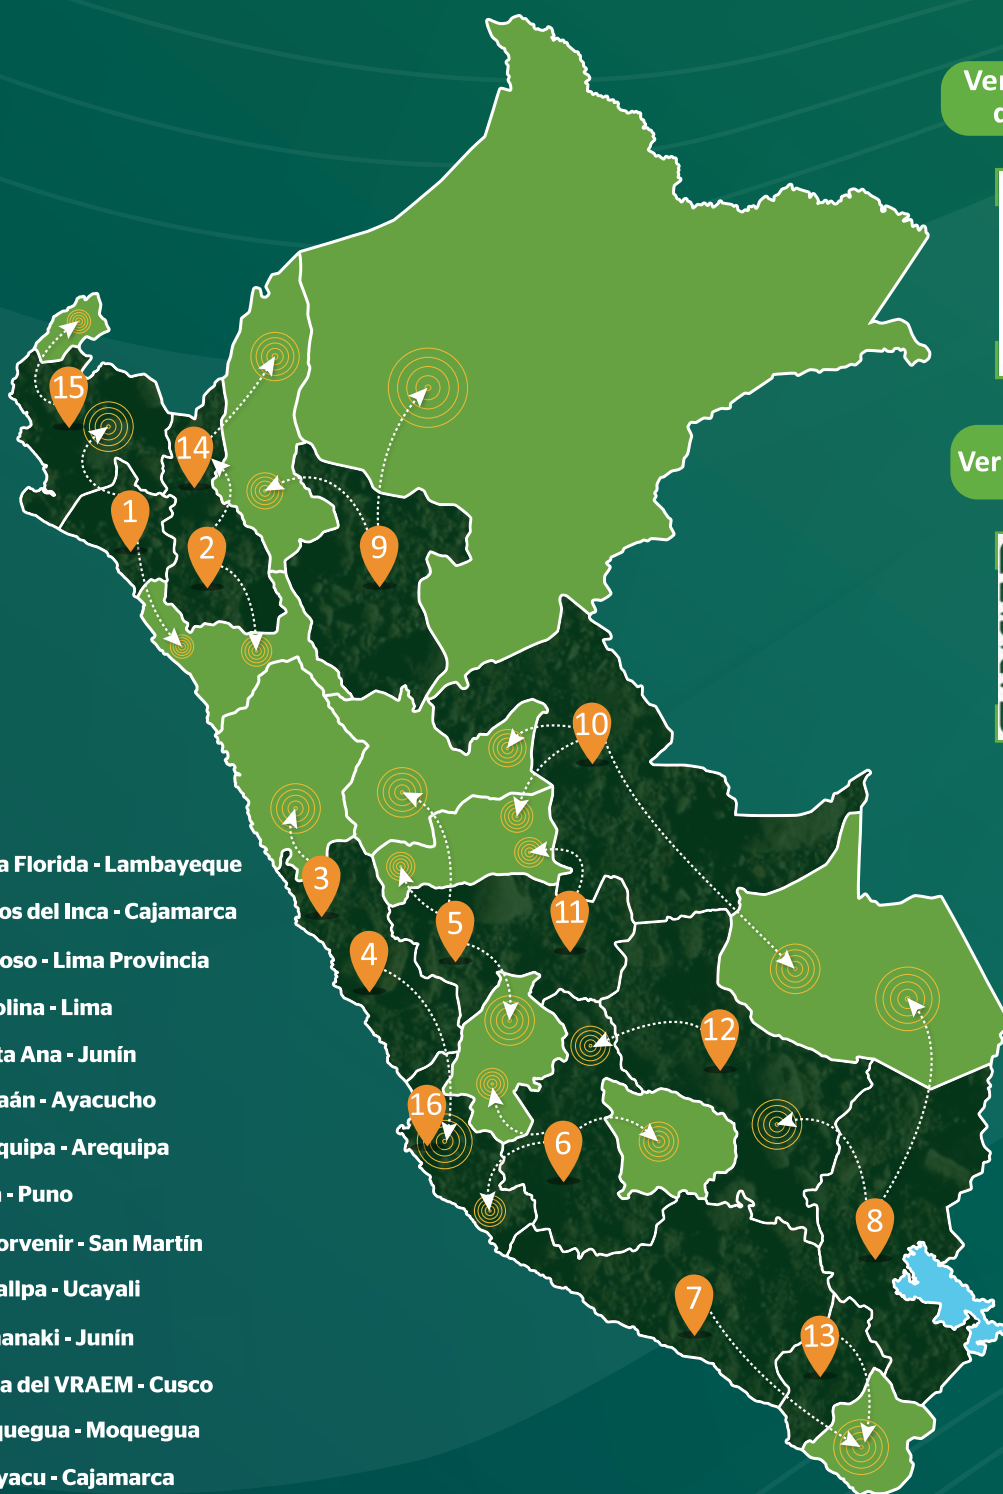 Ver
15
14
1
2
9
Ver
10
3
5
11
4
12
16
6
8
7
13
a Florida - Lambayeque
os del Inca - Cajamarca
oso - Lima Provincia
olina - Lima
ta Ana - Junín
aán - Ayacucho
quipa - Arequipa
- Puno
orvenir - San Martín
allpa - Ucayali
anaki - Junín
a del VRAEM - Cusco
quegua - Moquegua
yacu - Cajamarca